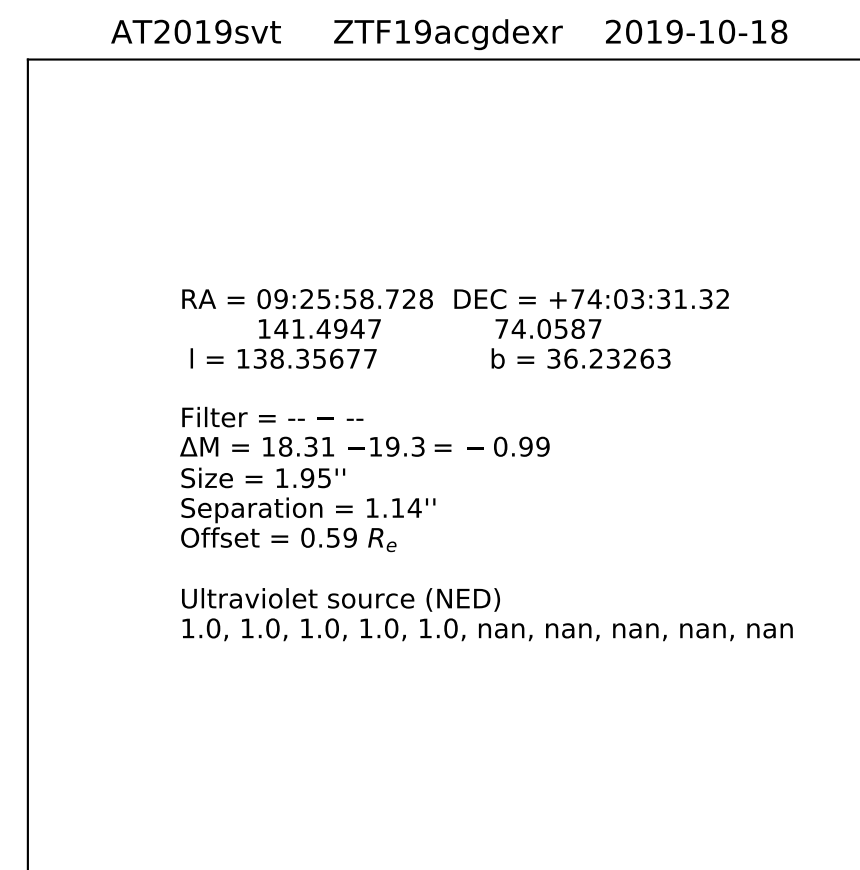 AT2019svt ZTF19acgdexr 2019-10-18
RA = 09:25:58.728 DEC = +74:03:31.32
141.4947 74.0587
l = 138.35677 b = 36.23263
Filter = -- − --
ΔM = 18.31 −19.3 = − 0.99
Size = 1.95''
Separation = 1.14''
Offset = 0.59 Rₑ
Ultraviolet source (NED)
1.0, 1.0, 1.0, 1.0, 1.0, nan, nan, nan, nan, nan